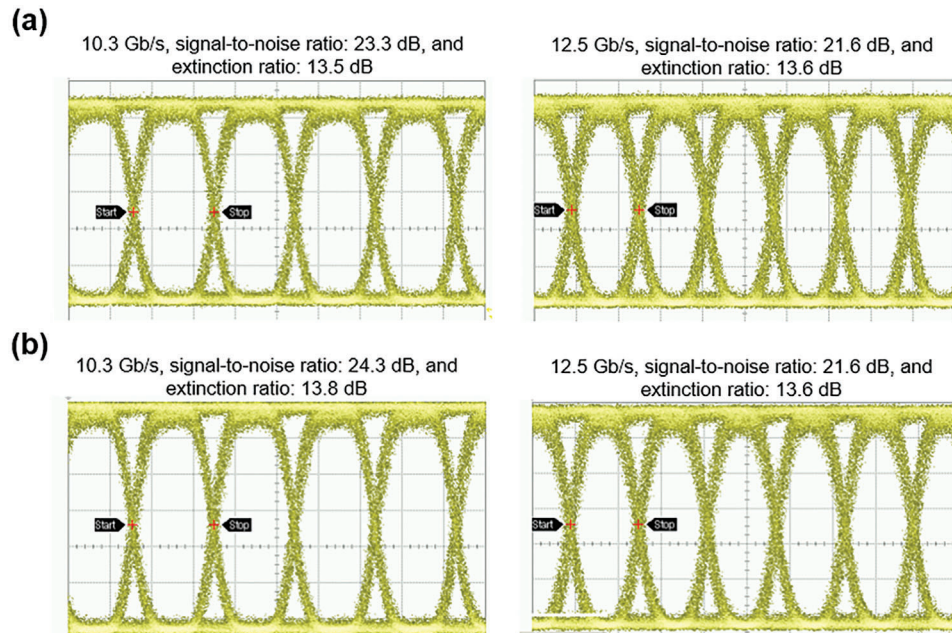 (a)
10.3 Gb/s, signal-to-noise ratio: 23.3 dB, and
extinction ratio: 13.5 dB
12.5 Gb/s, signal-to-noise ratio: 21.6 dB, and
extinction ratio: 13.6 dB
Start
Stop
Start
Stop
(b)
10.3 Gb/s, signal-to-noise ratio: 24.3 dB, and
extinction ratio: 13.8 dB
12.5 Gb/s, signal-to-noise ratio: 21.6 dB, and
extinction ratio: 13.6 dB
Start
Stop
Start
Stop